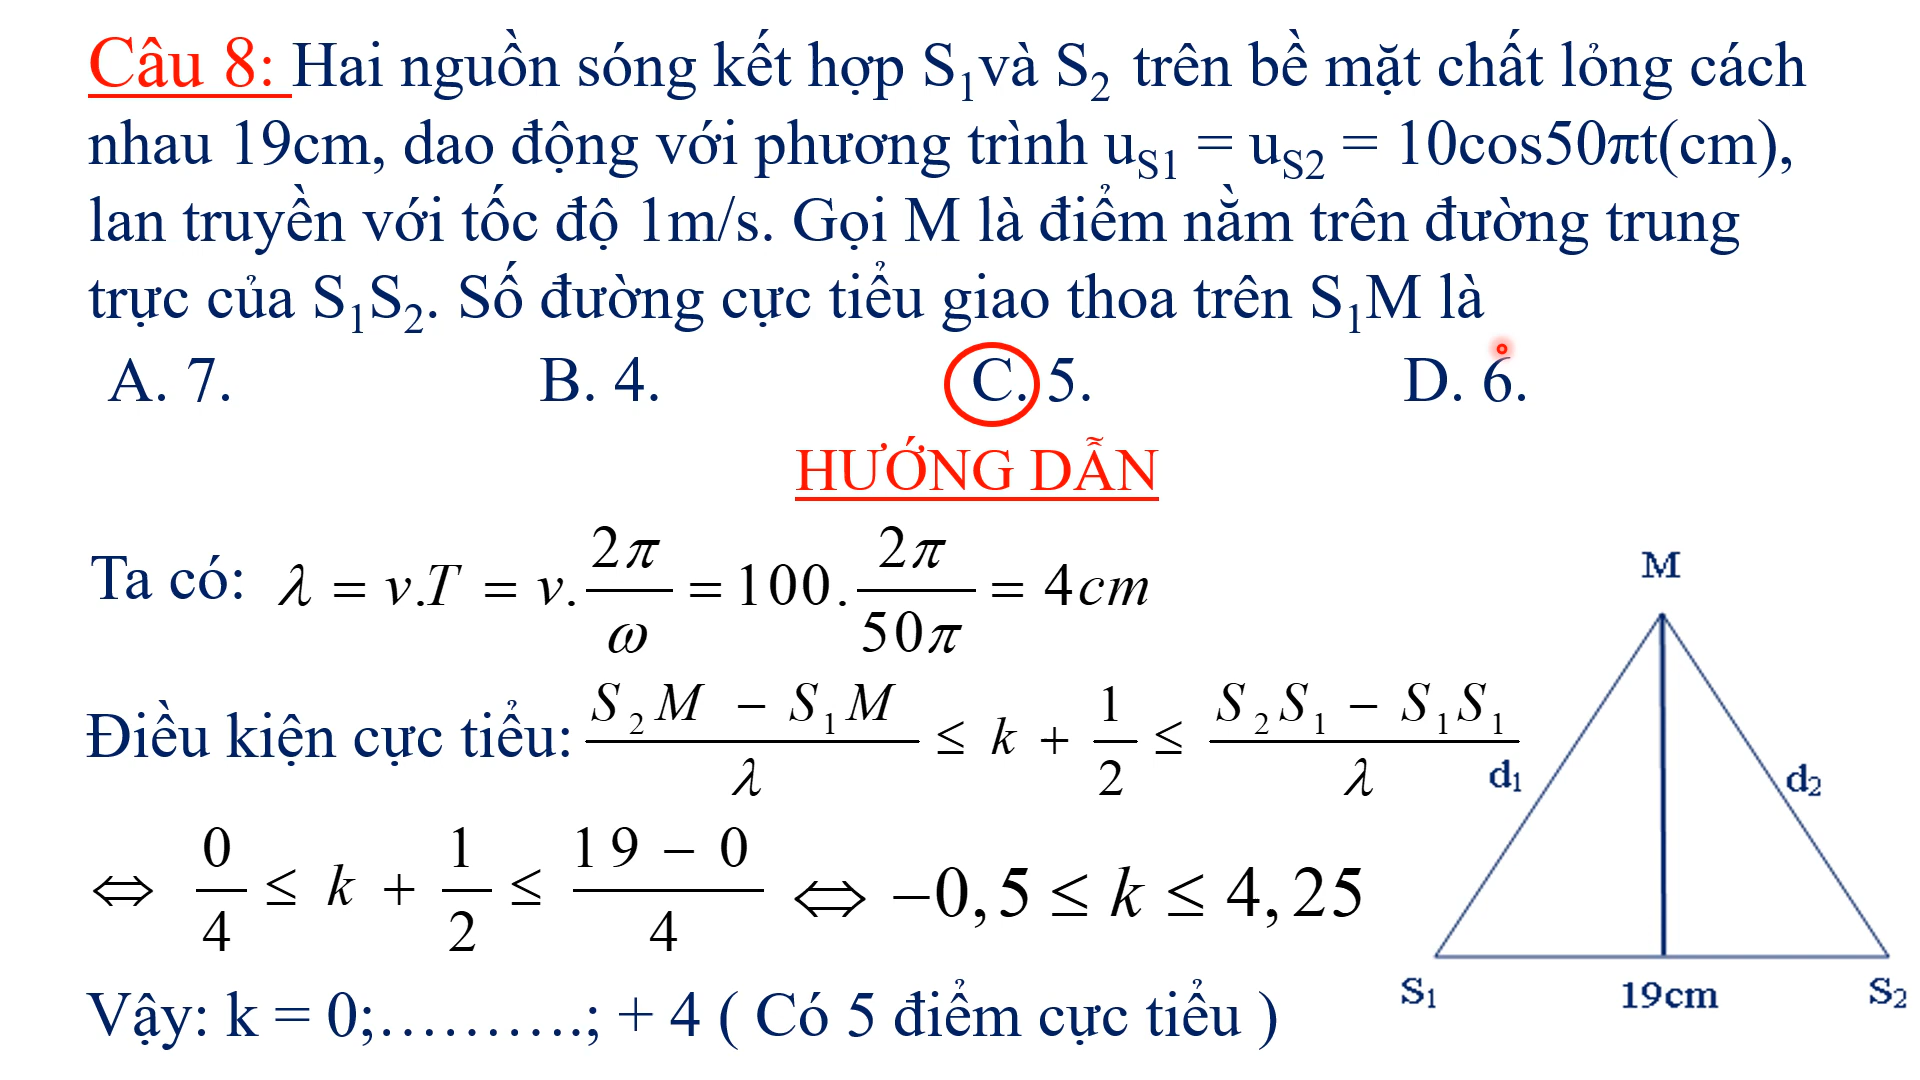 Câu 8: Hai nguồn sóng kết hợp S₁và S₂ trên bề mặt chất lỏng cách
nhau 19cm, dao động với phương trình u_S1 = u_S2 = 10cos50πt(cm),
lan truyền với tốc độ 1m/s. Gọi M là điểm nằm trên đường trung
trực của S₁S₂. Số đường cực tiểu giao thoa trên S₁M là
A. 7. B. 4. C. 5. D. 6.
HƯỚNG DẪN
Ta có: λ = v.T = v.2π/ω = 100.2π/50π = 4cm
Điều kiện cực tiểu: (S₂M − S₁M)/λ ≤ k + 1/2 ≤ (S₂S₁ − S₁S₁)/λ
⇔ 0/4 ≤ k + 1/2 ≤ (19 − 0)/4 ⇔ −0,5 ≤ k ≤ 4,25
Vậy: k = 0;……….; + 4 ( Có 5 điểm cực tiểu )
M
d₁ d₂
S₁ 19cm S₂